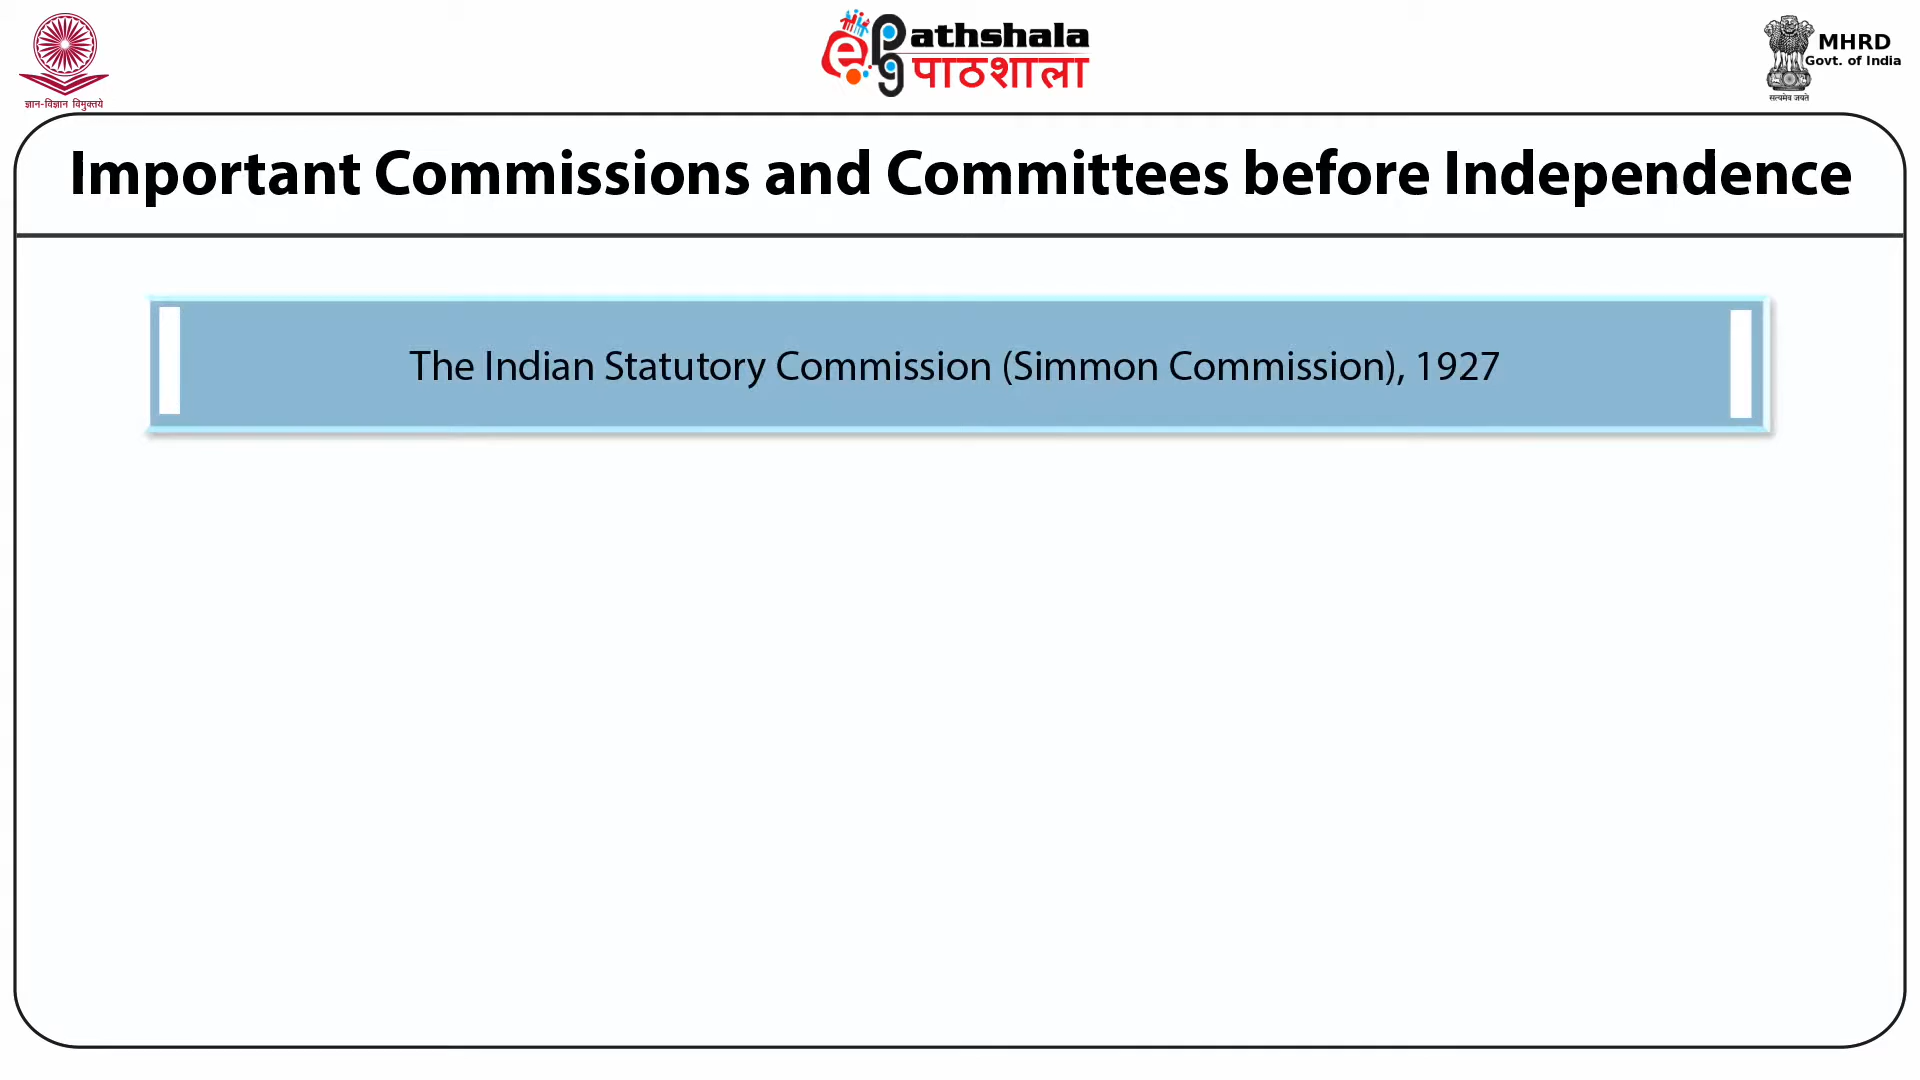 ज्ञान-विज्ञान विमुक्तये
e PG athshala
पाठशाला
MHRD
Govt. of India
सत्यमेव जयते
Important Commissions and Committees before Independence
The Indian Statutory Commission (Simmon Commission), 1927